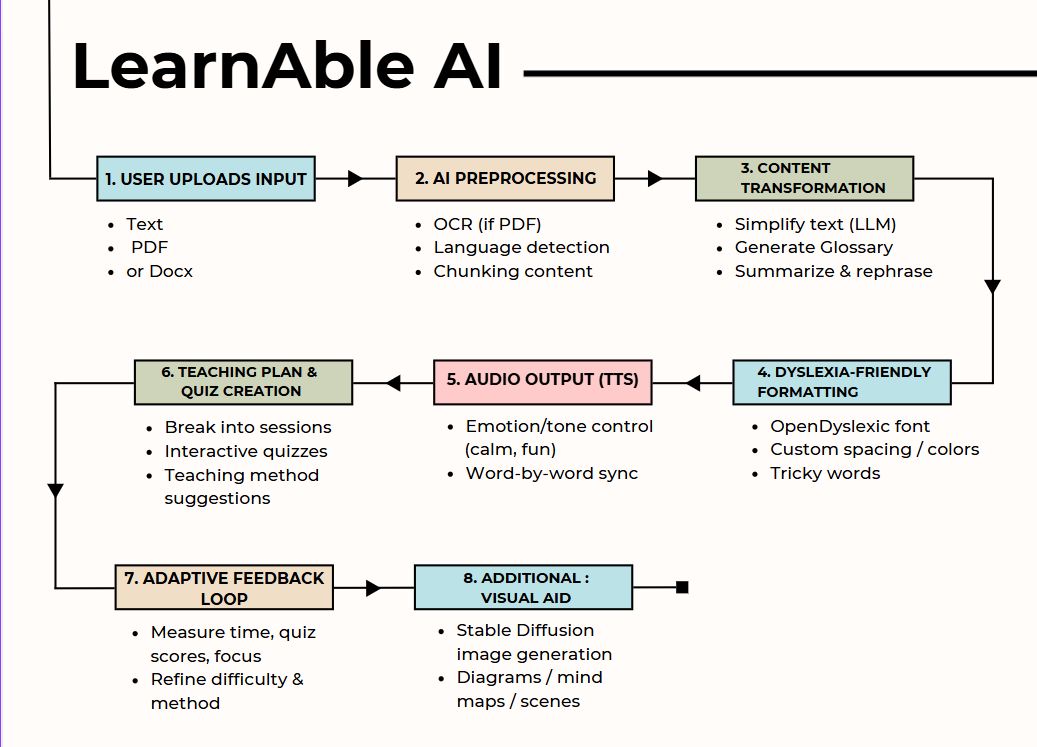 LearnAble AI
1. USER UPLOADS INPUT
• Text
• PDF
• or Docx
2. AI PREPROCESSING
• OCR (if PDF)
• Language detection
• Chunking content
3. CONTENT
TRANSFORMATION
• Simplify text (LLM)
• Generate Glossary
• Summarize & rephrase
4. DYSLEXIA-FRIENDLY
FORMATTING
• OpenDyslexic font
• Custom spacing / colors
• Tricky words
5. AUDIO OUTPUT (TTS)
• Emotion/tone control
(calm, fun)
• Word-by-word sync
6. TEACHING PLAN &
QUIZ CREATION
• Break into sessions
• Interactive quizzes
• Teaching method
suggestions
7. ADAPTIVE FEEDBACK
LOOP
• Measure time, quiz
scores, focus
• Refine difficulty &
method
8. ADDITIONAL :
VISUAL AID
• Stable Diffusion
image generation
• Diagrams / mind
maps / scenes